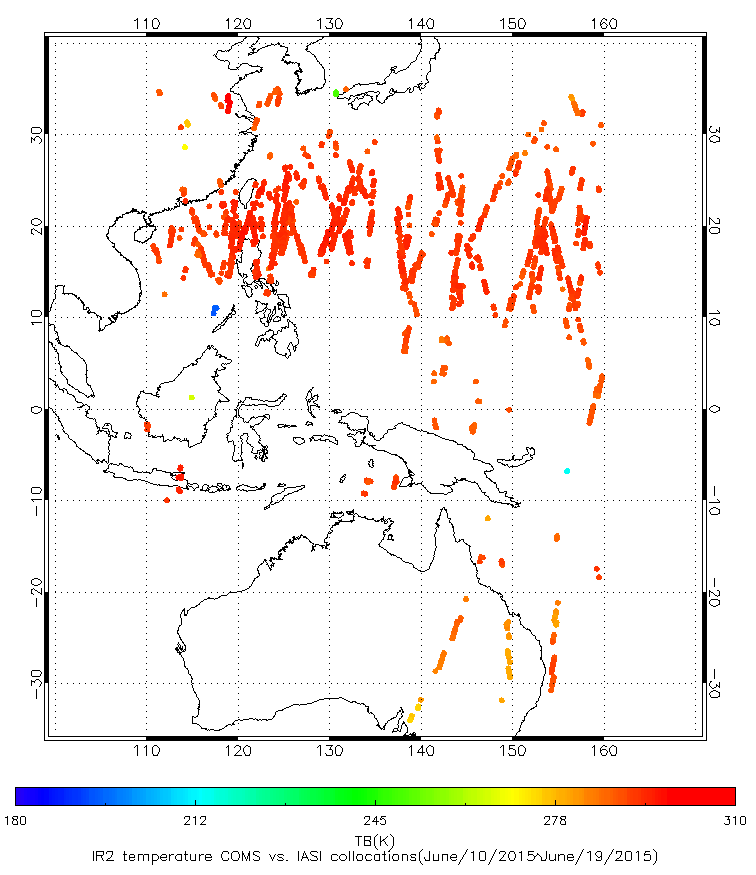 110 120 130 140 150 160
30 30
20 20
10 10
0 0
−10 −10
−20 −20
−30 −30
110 120 130 140 150 160
180 212 245 278 310
TB(K)
IR2 temperature COMS vs. IASI collocations(June/10/2015~June/19/2015)